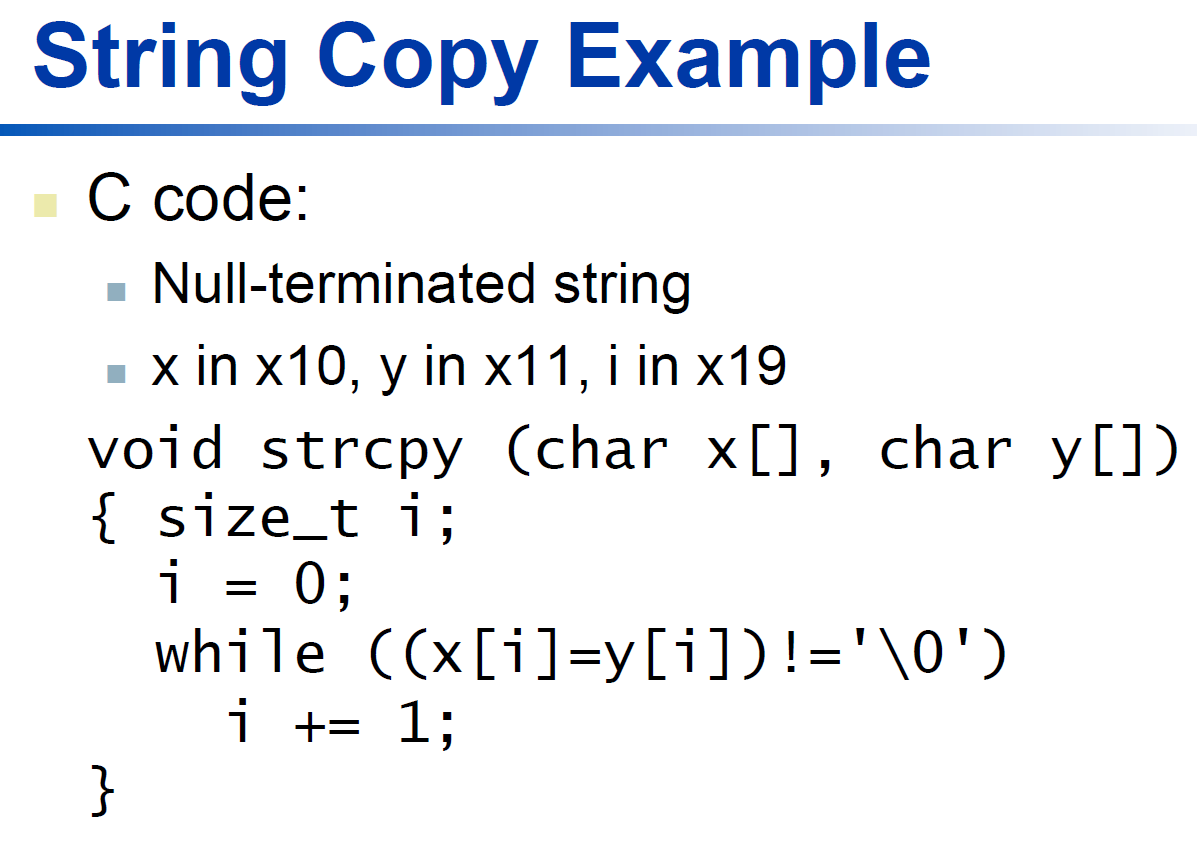 String Copy Example
C code:
Null-terminated string
x in x10, y in x11, i in x19
void strcpy (char x[], char y[])
{ size_t i;
i = 0;
while ((x[i]=y[i])!='\0')
i += 1;
}